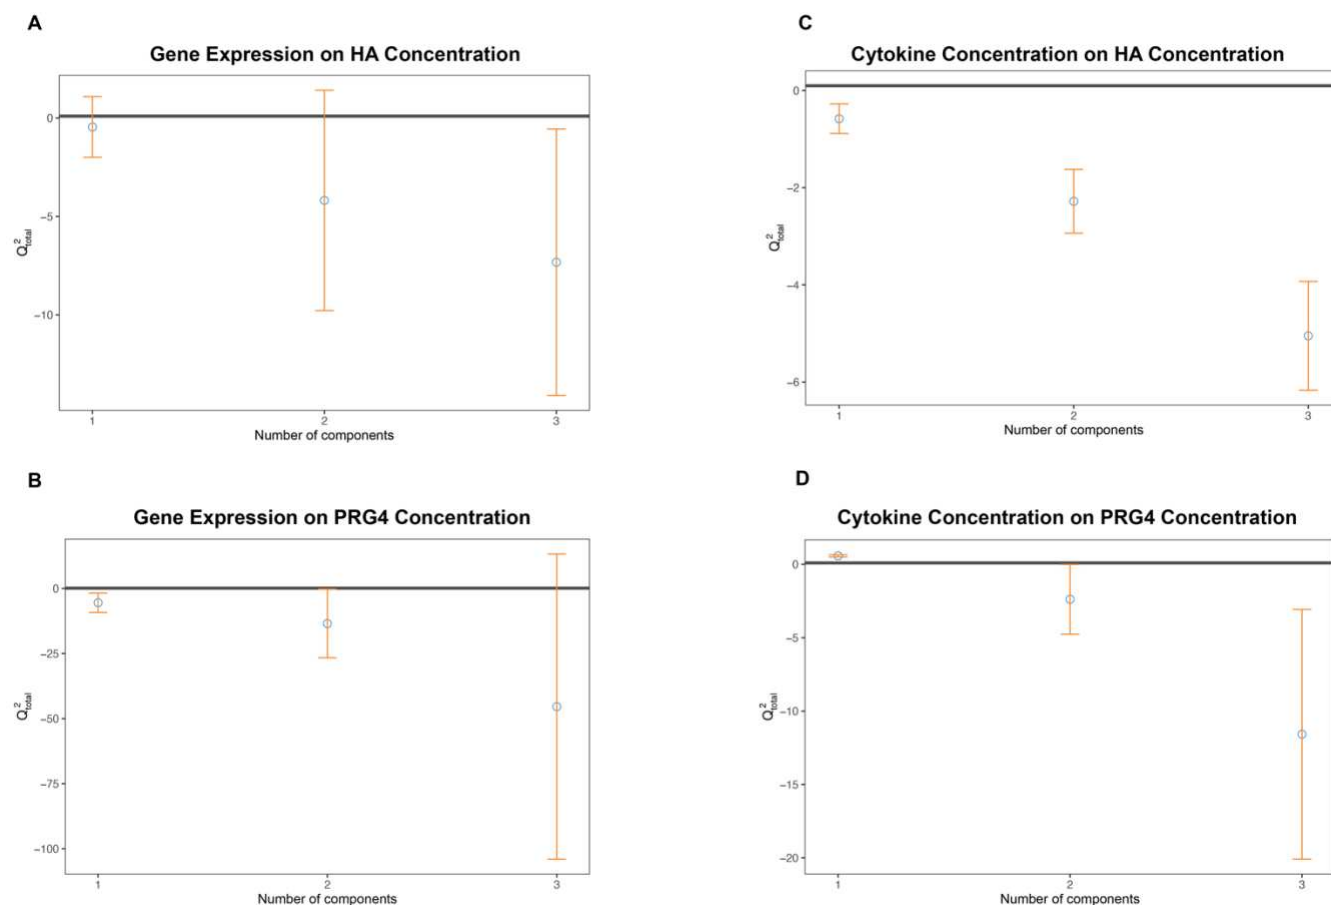 A
Gene Expression on HA Concentration
0
−5
−10
Q²total
1
2
3
Number of components
B
Gene Expression on PRG4 Concentration
0
−25
−50
−75
−100
Q²total
1
2
3
Number of components
C
Cytokine Concentration on HA Concentration
0
−2
−4
−6
Q²total
1
2
3
Number of components
D
Cytokine Concentration on PRG4 Concentration
0
−5
−10
−15
−20
Q²total
1
2
3
Number of components